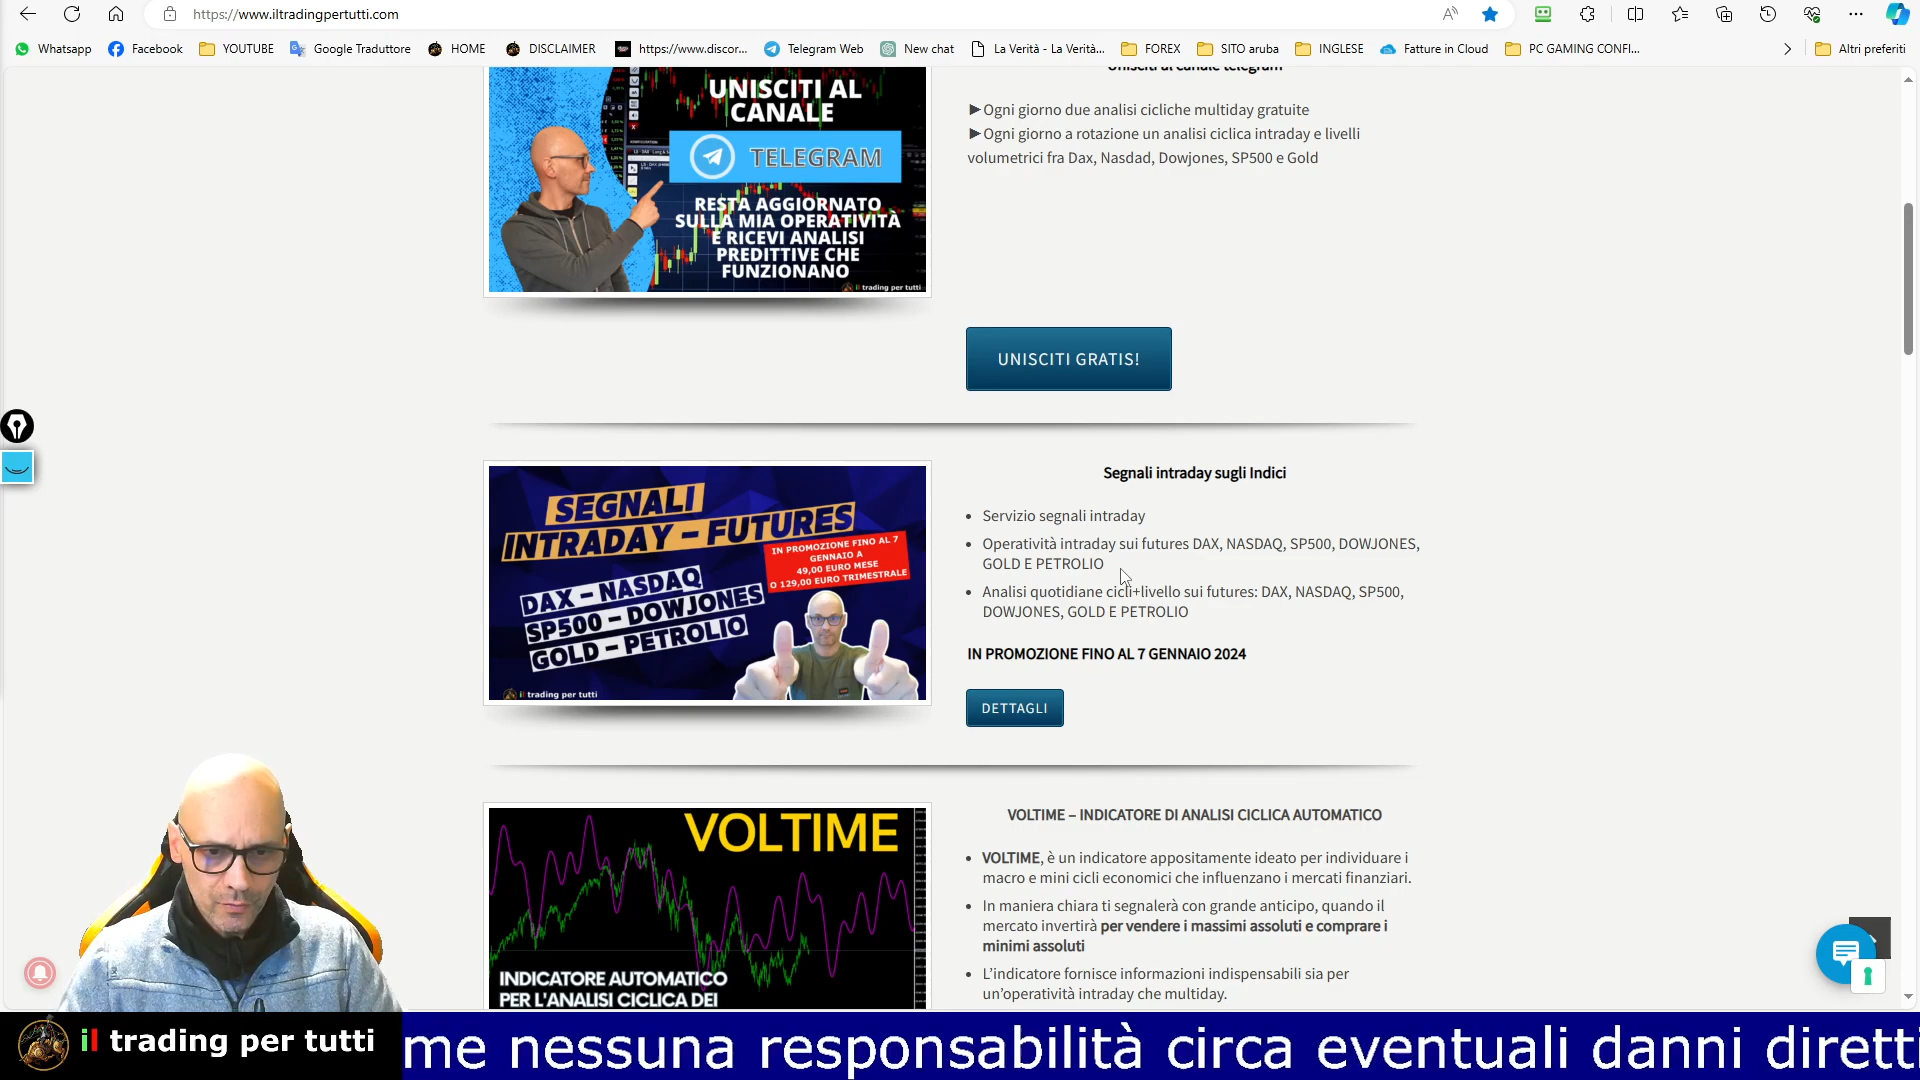 https://www.iltradingpertutti.com
Whatsapp
Facebook
YOUTUBE
Google Traduttore
HOME
DISCLAIMER
https://www.discor...
Telegram Web
New chat
La Verità - La Verità...
FOREX
SITO aruba
INGLESE
Fatture in Cloud
PC GAMING CONFI...
Altri preferiti
UNISCITI AL
CANALE
TELEGRAM
RESTA AGGIORNATO
SULLA MIA OPERATIVITÀ
E RICEVI ANALISI
PREDITTIVE CHE
FUNZIONANO
il trading per tutti
Unisciti al canale telegram
►Ogni giorno due analisi cicliche multiday gratuite
►Ogni giorno a rotazione un analisi ciclica intraday e livelli
volumetrici fra Dax, Nasdad, Dowjones, SP500 e Gold
UNISCITI GRATIS!
SEGNALI
INTRADAY – FUTURES
IN PROMOZIONE FINO AL 7
GENNAIO A
49,00 EURO MESE
O 129,00 EURO TRIMESTRALE
DAX – NASDAQ
SP500 – DOWJONES
GOLD – PETROLIO
il trading per tutti
Segnali intraday sugli Indici
• Servizio segnali intraday
• Operatività intraday sui futures DAX, NASDAQ, SP500, DOWJONES,
GOLD E PETROLIO
• Analisi quotidiane cicli+livello sui futures: DAX, NASDAQ, SP500,
DOWJONES, GOLD E PETROLIO
IN PROMOZIONE FINO AL 7 GENNAIO 2024
DETTAGLI
VOLTIME
INDICATORE AUTOMATICO
PER L'ANALISI CICLICA DEI
VOLTIME – INDICATORE DI ANALISI CICLICA AUTOMATICO
• VOLTIME, è un indicatore appositamente ideato per individuare i
macro e mini cicli economici che influenzano i mercati finanziari.
• In maniera chiara ti segnalerà con grande anticipo, quando il
mercato invertirà per vendere i massimi assoluti e comprare i
minimi assoluti
• L'indicatore fornisce informazioni indispensabili sia per
un'operatività intraday che multiday.
il trading per tutti
me nessuna responsabilità circa eventuali danni dirett